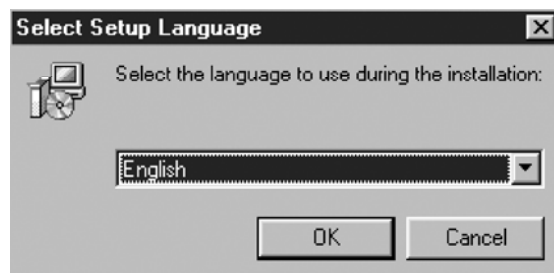 Select Setup Language
Select the language to use during the installation:
English
OK
Cancel